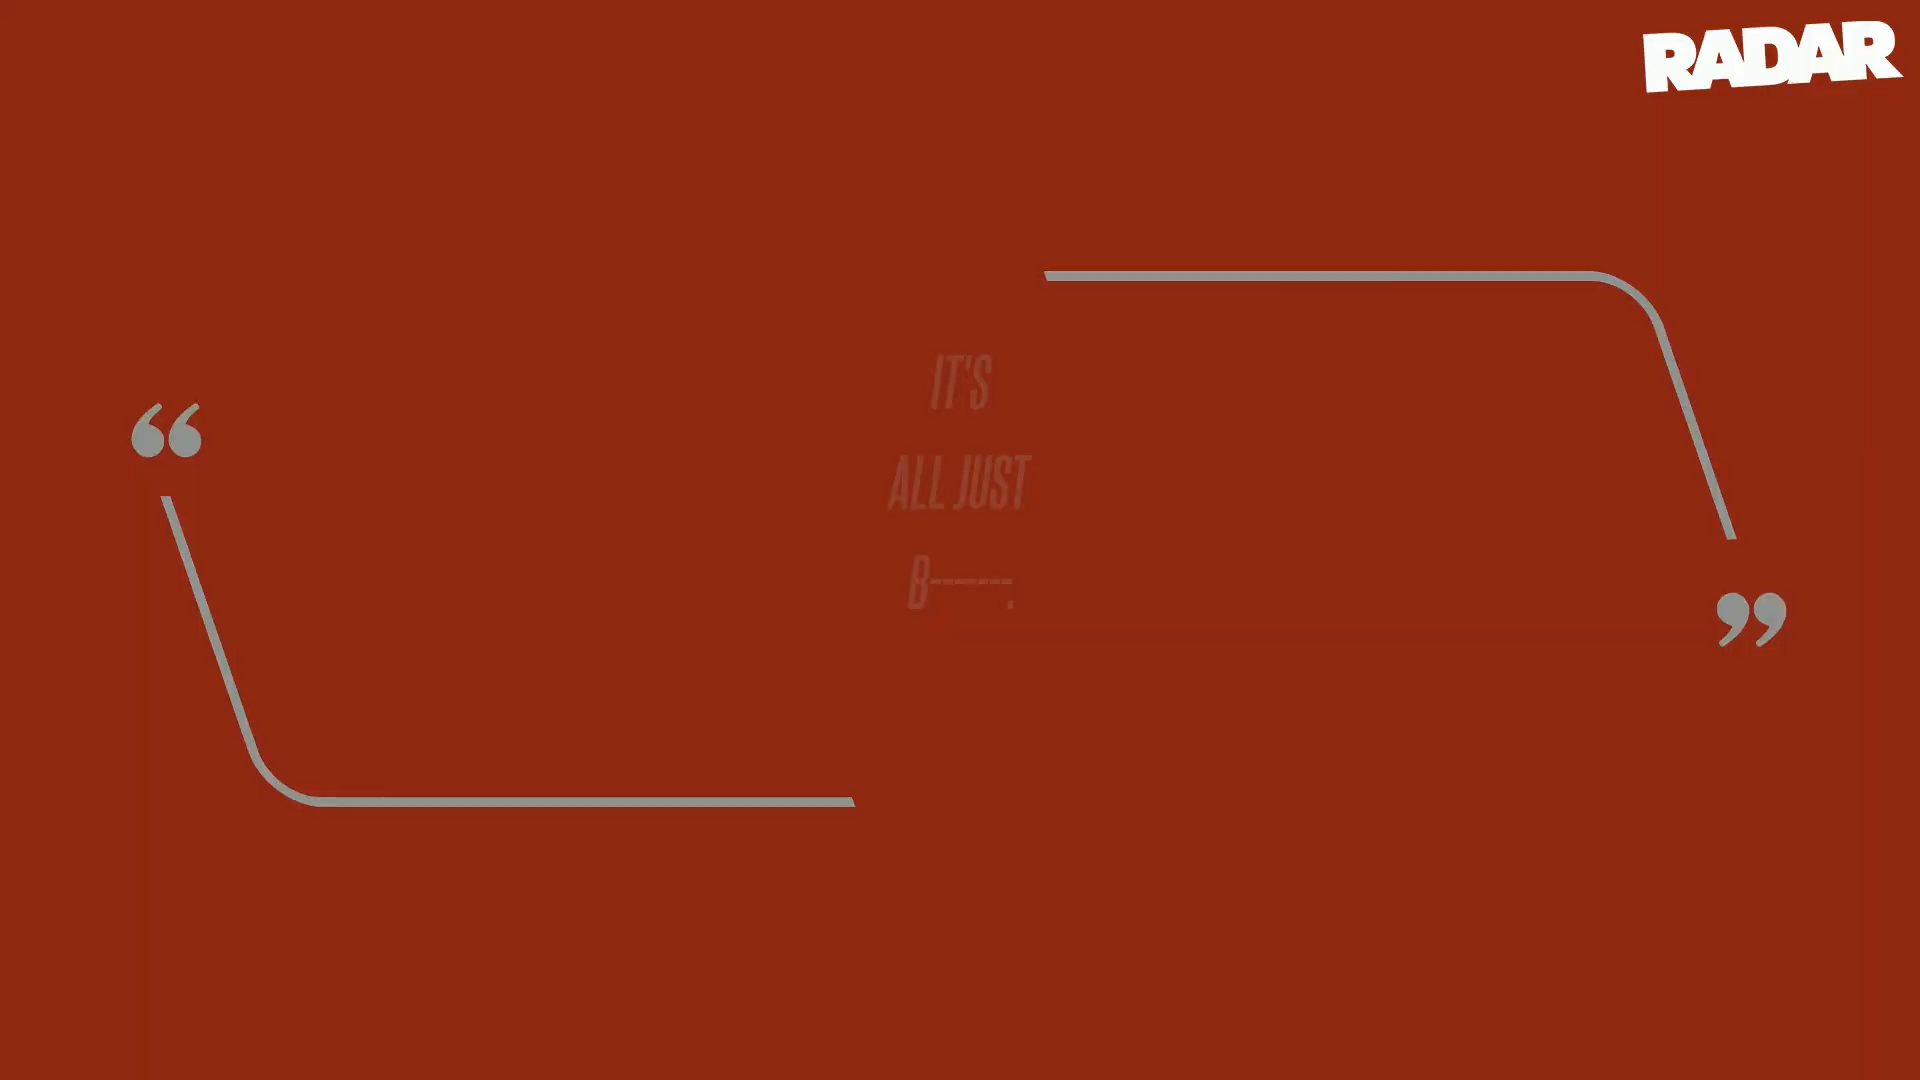 RADAR
“
IT'S
ALL JUST
B-------.
”